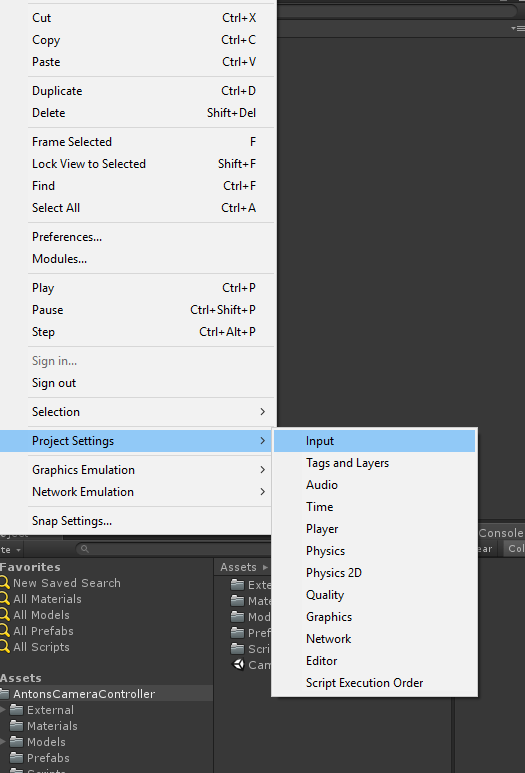 Cut Ctrl+X
Copy Ctrl+C
Paste Ctrl+V
Duplicate Ctrl+D
Delete Shift+Del
Frame Selected F
Lock View to Selected Shift+F
Find Ctrl+F
Select All Ctrl+A
Preferences...
Modules...
Play Ctrl+P
Pause Ctrl+Shift+P
Step Ctrl+Alt+P
Sign in...
Sign out
Selection
Project Settings
Graphics Emulation
Network Emulation
Snap Settings...
Input
Tags and Layers
Audio
Time
Player
Physics
Physics 2D
Quality
Graphics
Network
Editor
Script Execution Order
Console
ear Col
te
Favorites
New Saved Search
All Materials
All Models
All Prefabs
All Scripts
Assets
AntonsCameraController
External
Materials
Models
Prefabs
Assets
Exte
Mate
Mod
Pref
Scri
Cam